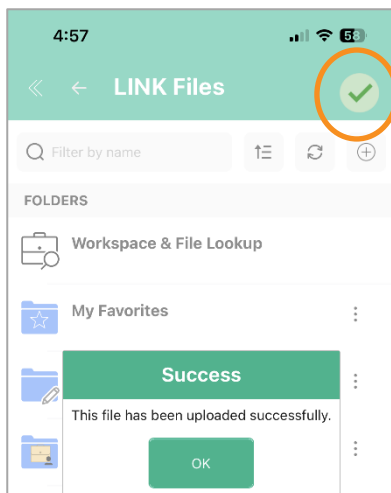 4:57
58
LINK Files
Filter by name
FOLDERS
Workspace & File Lookup
My Favorites
Success
This file has been uploaded successfully.
OK